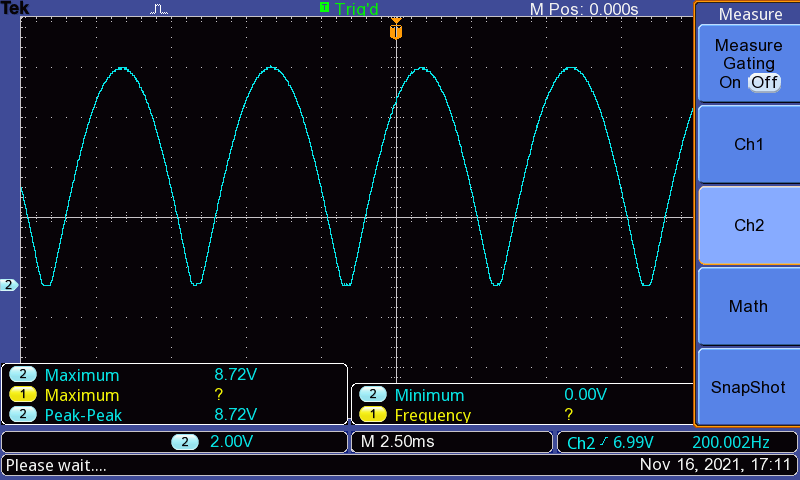 Tek T Trig'd M Pos: 0.000s
T
Measure
Measure
Gating
On Off
Ch1
Ch2
Math
SnapShot
2
2 Maximum 8.72V
1 Maximum ?
2 Peak-Peak 8.72V
2 Minimum 0.00V
1 Frequency ?
2 2.00V M 2.50ms Ch2 6.99V 200.002Hz
Please wait.... Nov 16, 2021, 17:11